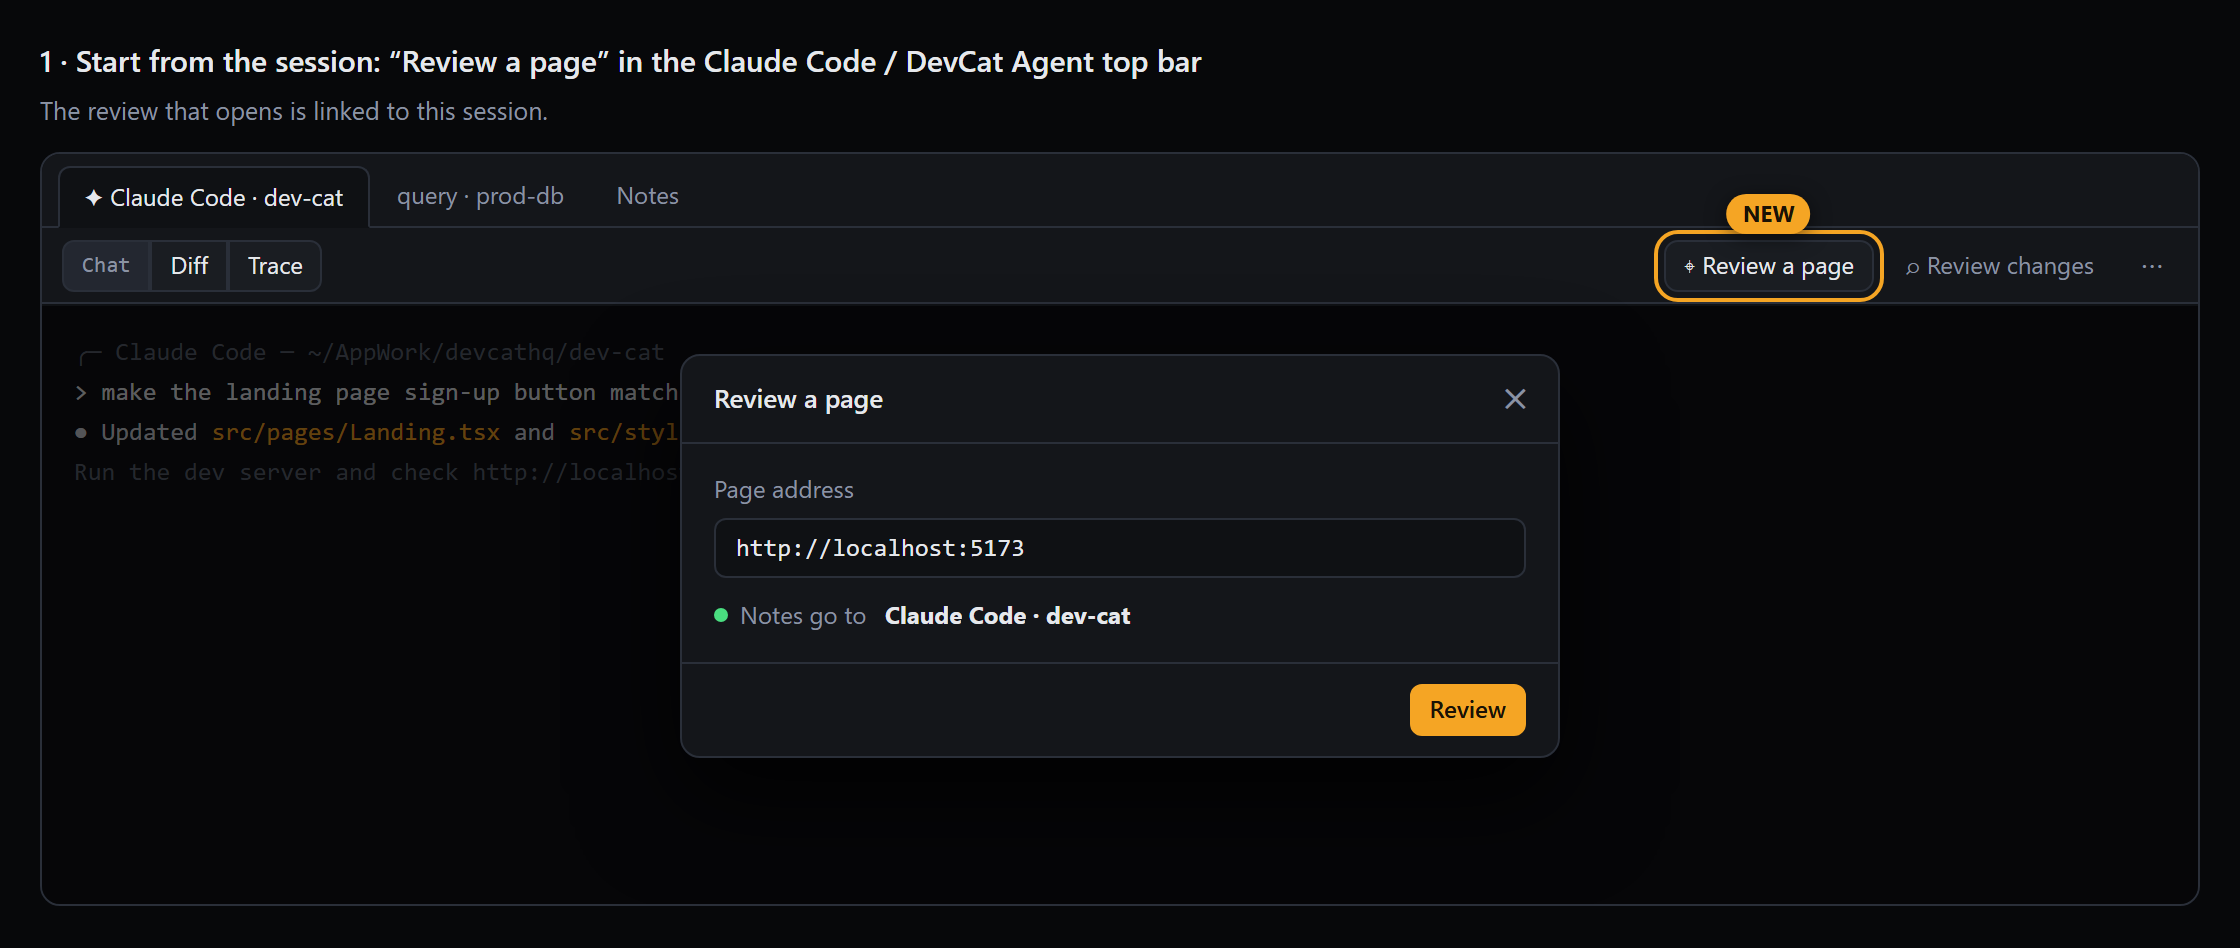 1 · Start from the session: “Review a page” in the Claude Code / DevCat Agent top bar
The review that opens is linked to this session.
✦ Claude Code · dev-cat
query · prod-db
Notes
NEW
Chat
Diff
Trace
⌖ Review a page
⌕ Review changes
⋯
╭─ Claude Code — ~/AppWork/devcathq/dev-cat
> make the landing page sign-up button match
● Updated src/pages/Landing.tsx and src/styl
Run the dev server and check http://localhos
Review a page
✕
Page address
http://localhost:5173
Notes go to Claude Code · dev-cat
Review